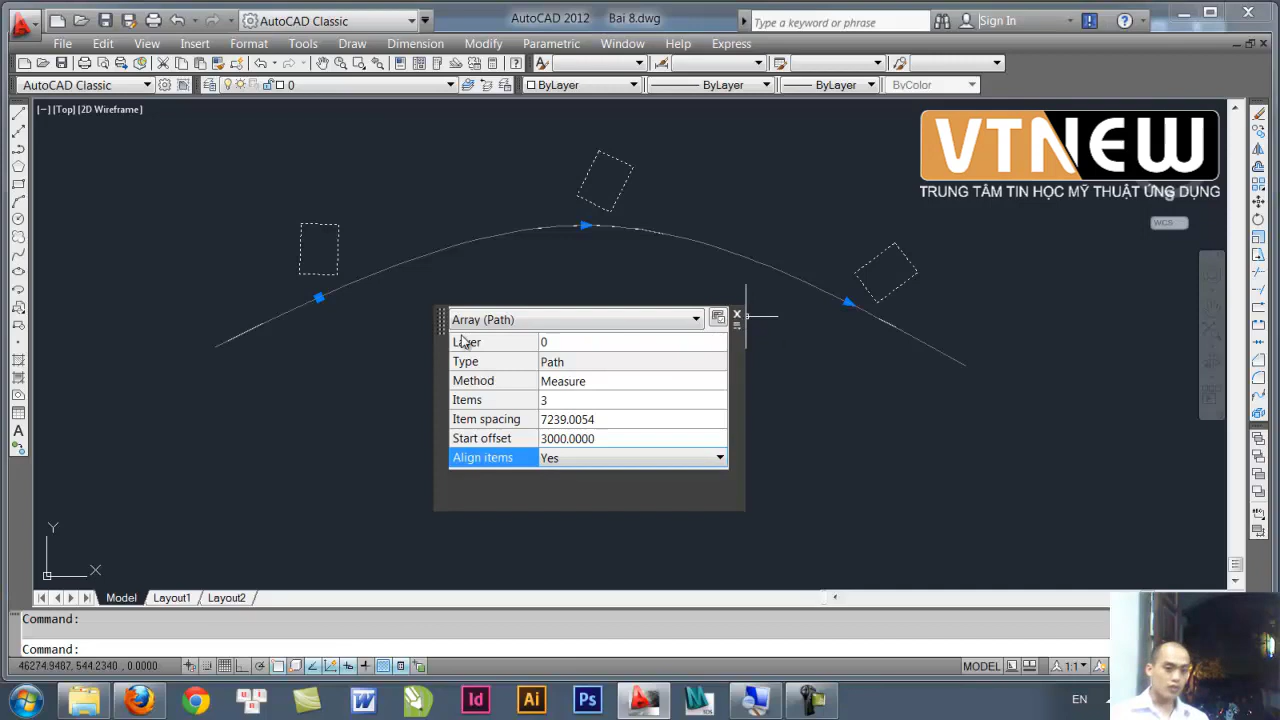 AutoCAD Classic
AutoCAD 2012 Bai 8.dwg
Type a keyword or phrase
Sign In
File Edit View Insert Format Tools Draw Dimension Modify Parametric Window Help Express
AutoCAD Classic
0
ByLayer
ByLayer
ByLayer
ByColor
[−] [Top] [2D Wireframe]
VTNEW
TRUNG TÂM TIN HỌC MỸ THUẬT ỨNG DỤNG
WCS
Array (Path)
Layer 0
Type Path
Method Measure
Items 3
Item spacing 7239.0054
Start offset 3000.0000
Align items Yes
Y
X
Model Layout1 Layout2
Command:
Command:
46274.9487, 544.2340 , 0.0000
MODEL
1:1
Id
Ai
Ps
EN